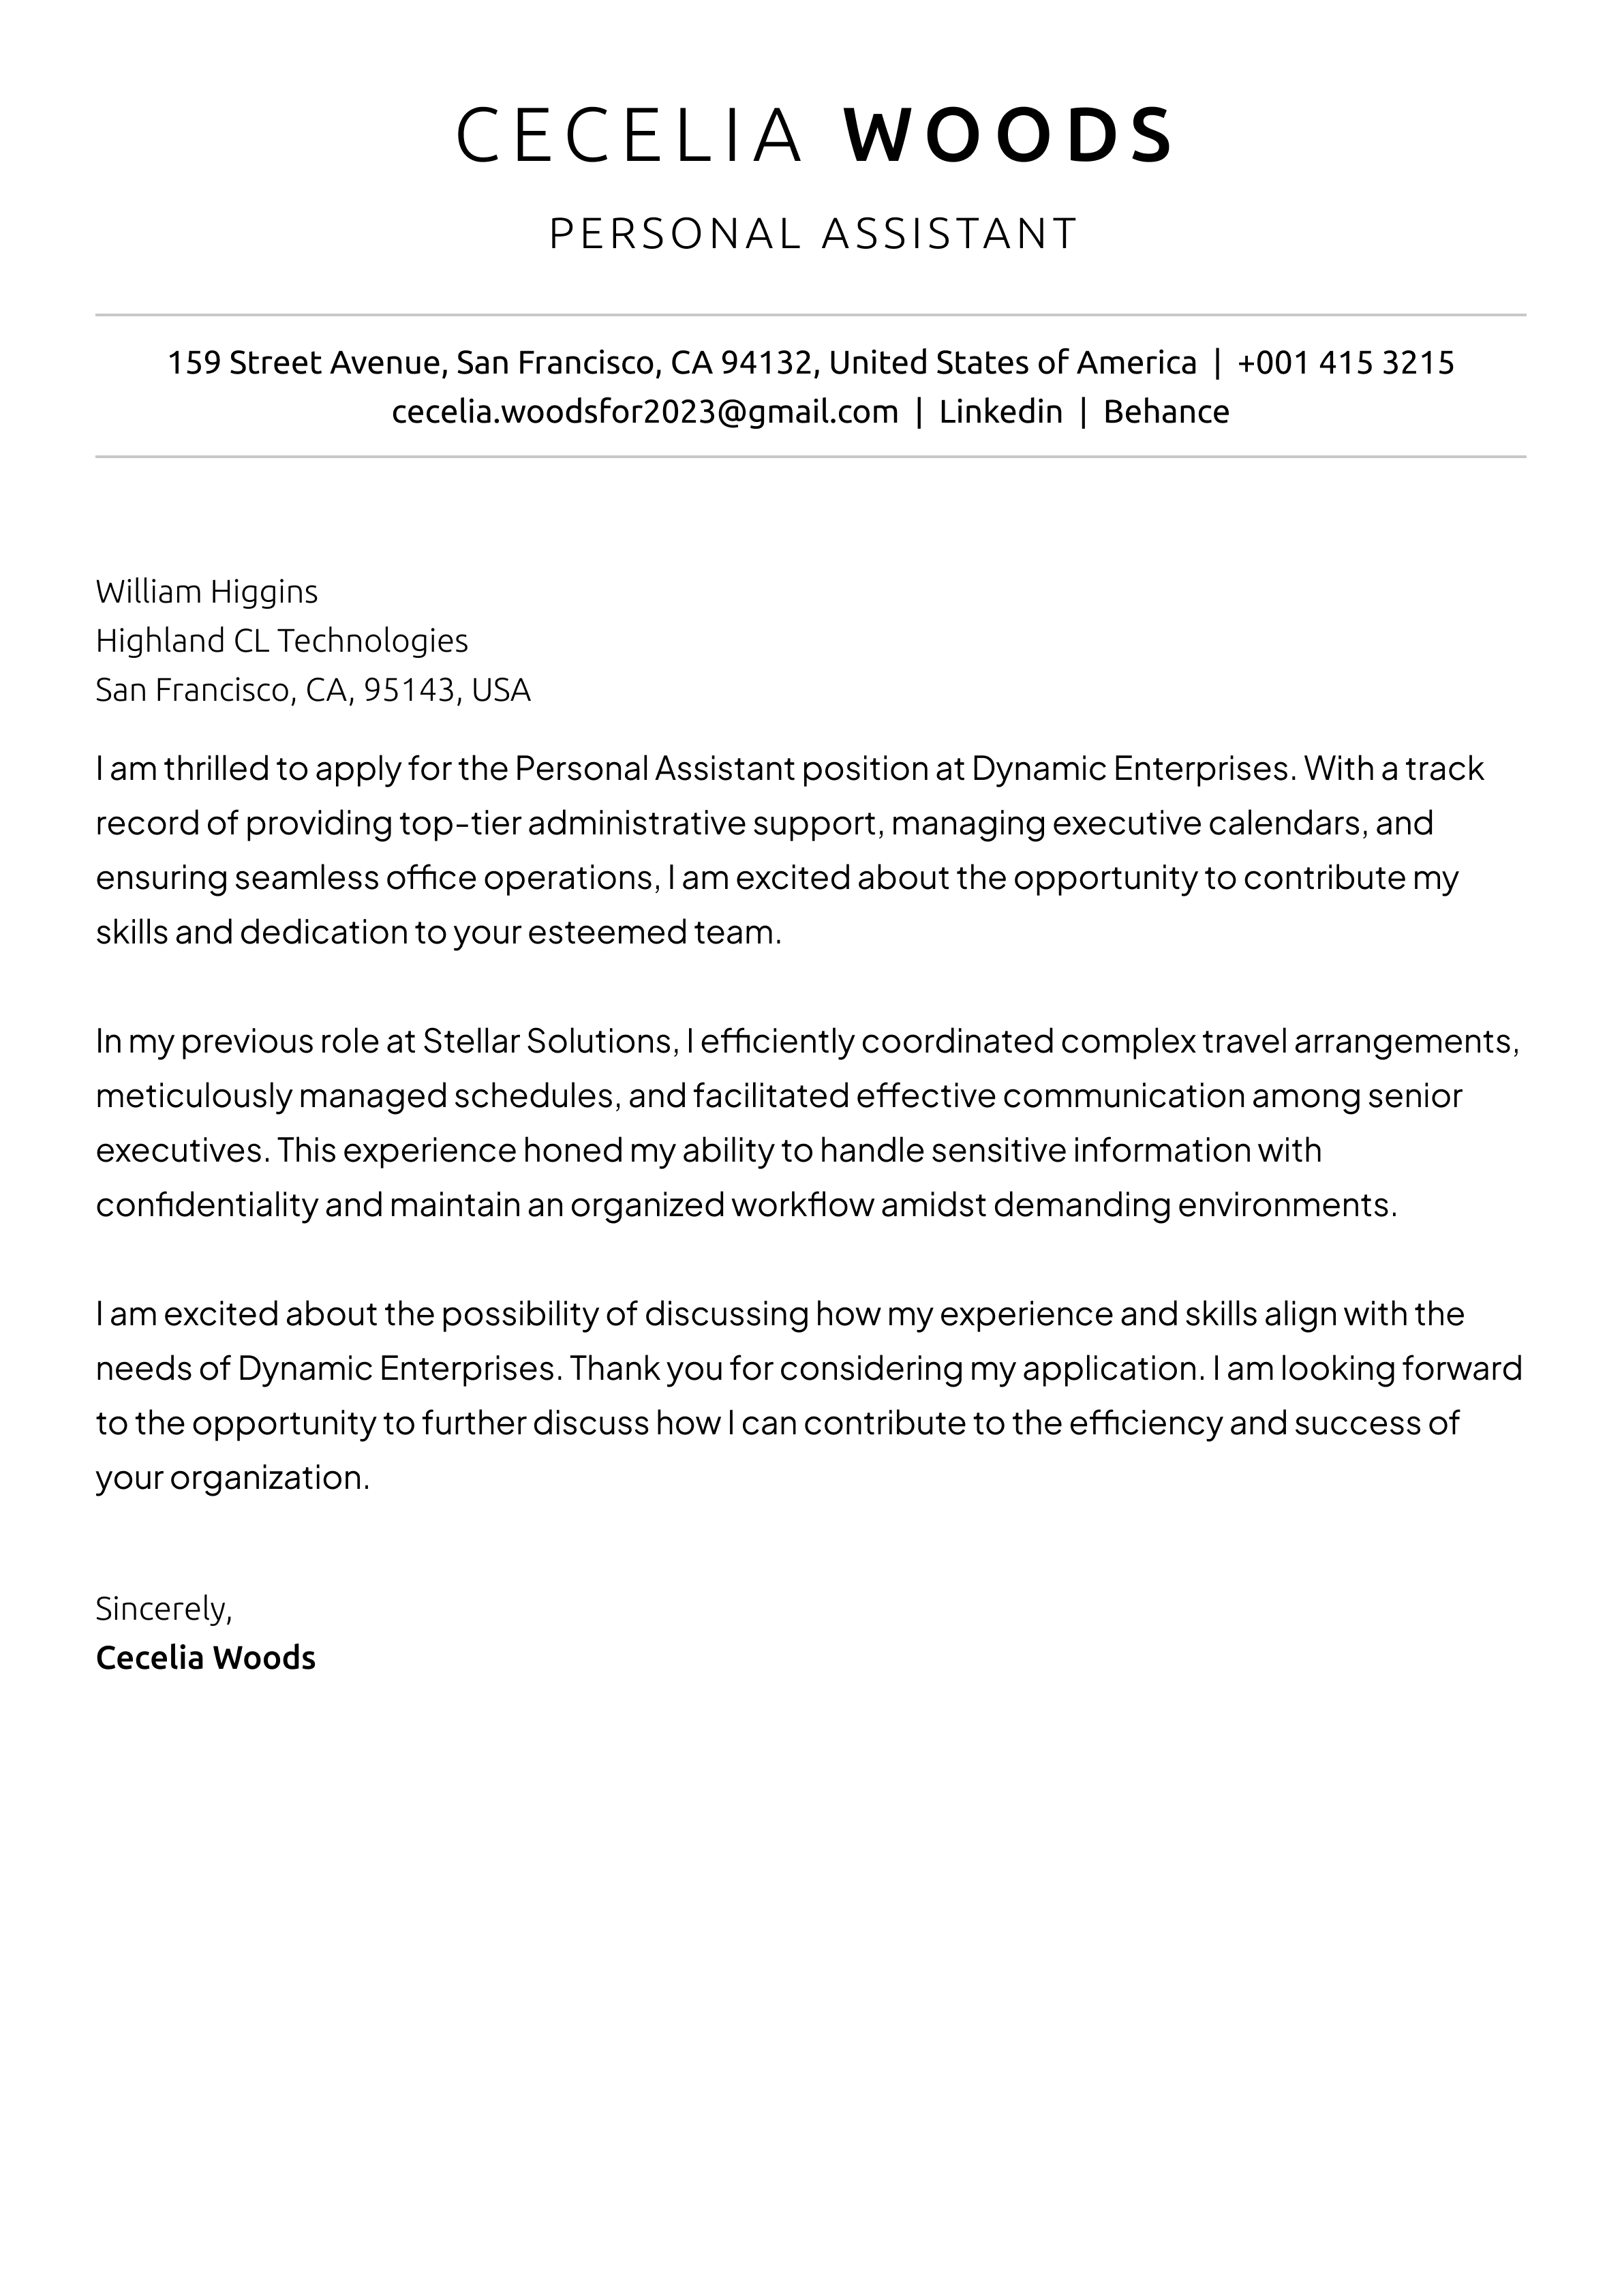 CECELIA WOODS
PERSONAL ASSISTANT
159 Street Avenue, San Francisco, CA 94132, United States of America | +001 415 3215
cecelia.woodsfor2023@gmail.com | Linkedin | Behance
William Higgins
Highland CL Technologies
San Francisco, CA, 95143, USA
I am thrilled to apply for the Personal Assistant position at Dynamic Enterprises. With a track
record of providing top-tier administrative support, managing executive calendars, and
ensuring seamless office operations, I am excited about the opportunity to contribute my
skills and dedication to your esteemed team.
In my previous role at Stellar Solutions, I efficiently coordinated complex travel arrangements,
meticulously managed schedules, and facilitated effective communication among senior
executives. This experience honed my ability to handle sensitive information with
confidentiality and maintain an organized workflow amidst demanding environments.
I am excited about the possibility of discussing how my experience and skills align with the
needs of Dynamic Enterprises. Thank you for considering my application. I am looking forward
to the opportunity to further discuss how I can contribute to the efficiency and success of
your organization.
Sincerely,
Cecelia Woods